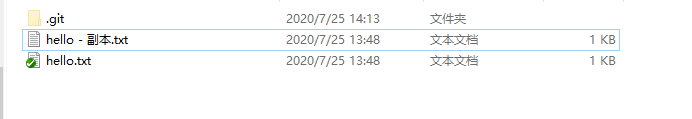 .git 2020/7/25 14:13 文件夹
hello - 副本.txt 2020/7/25 13:48 文本文档 1 KB
hello.txt 2020/7/25 13:48 文本文档 1 KB